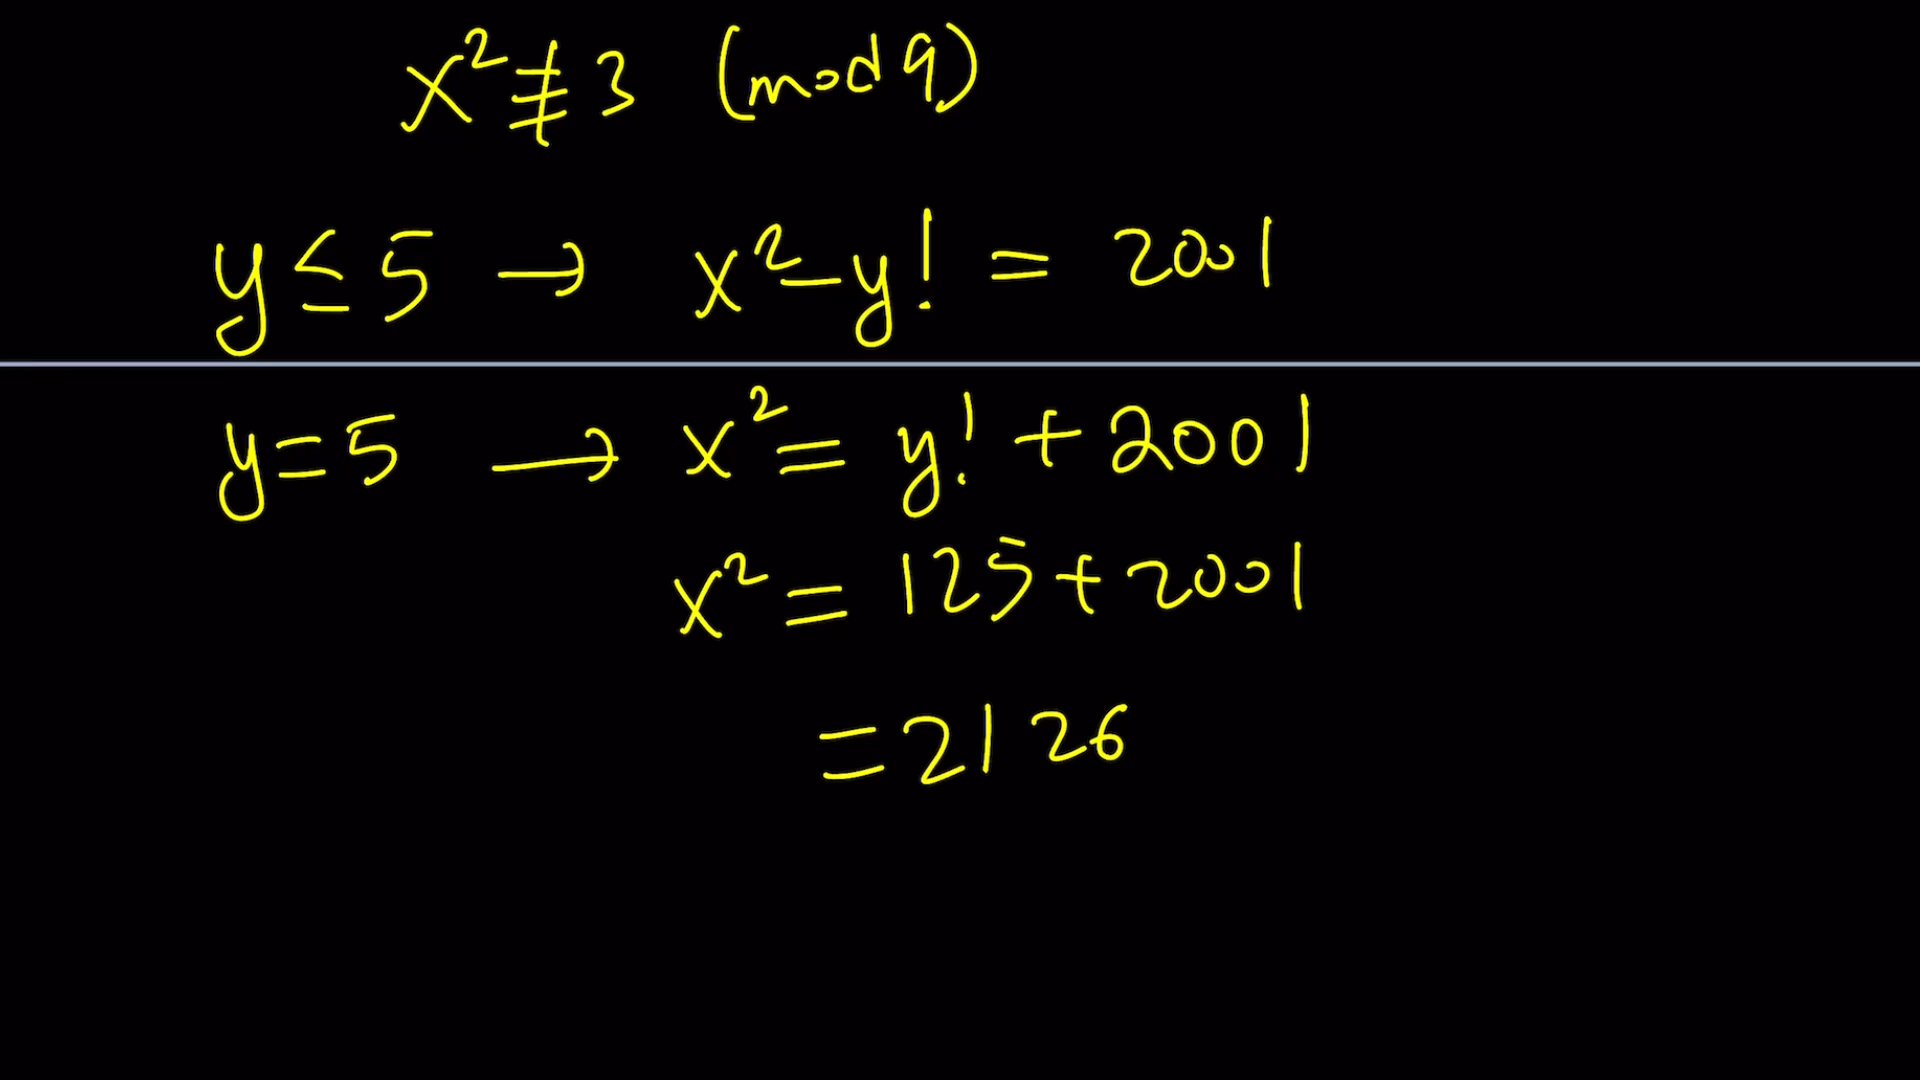 x² ≢ 3 (mod 9)
y ≤ 5 → x² - y! = 2001
y = 5 → x² = y! + 2001
x² = 125 + 2001
= 2126